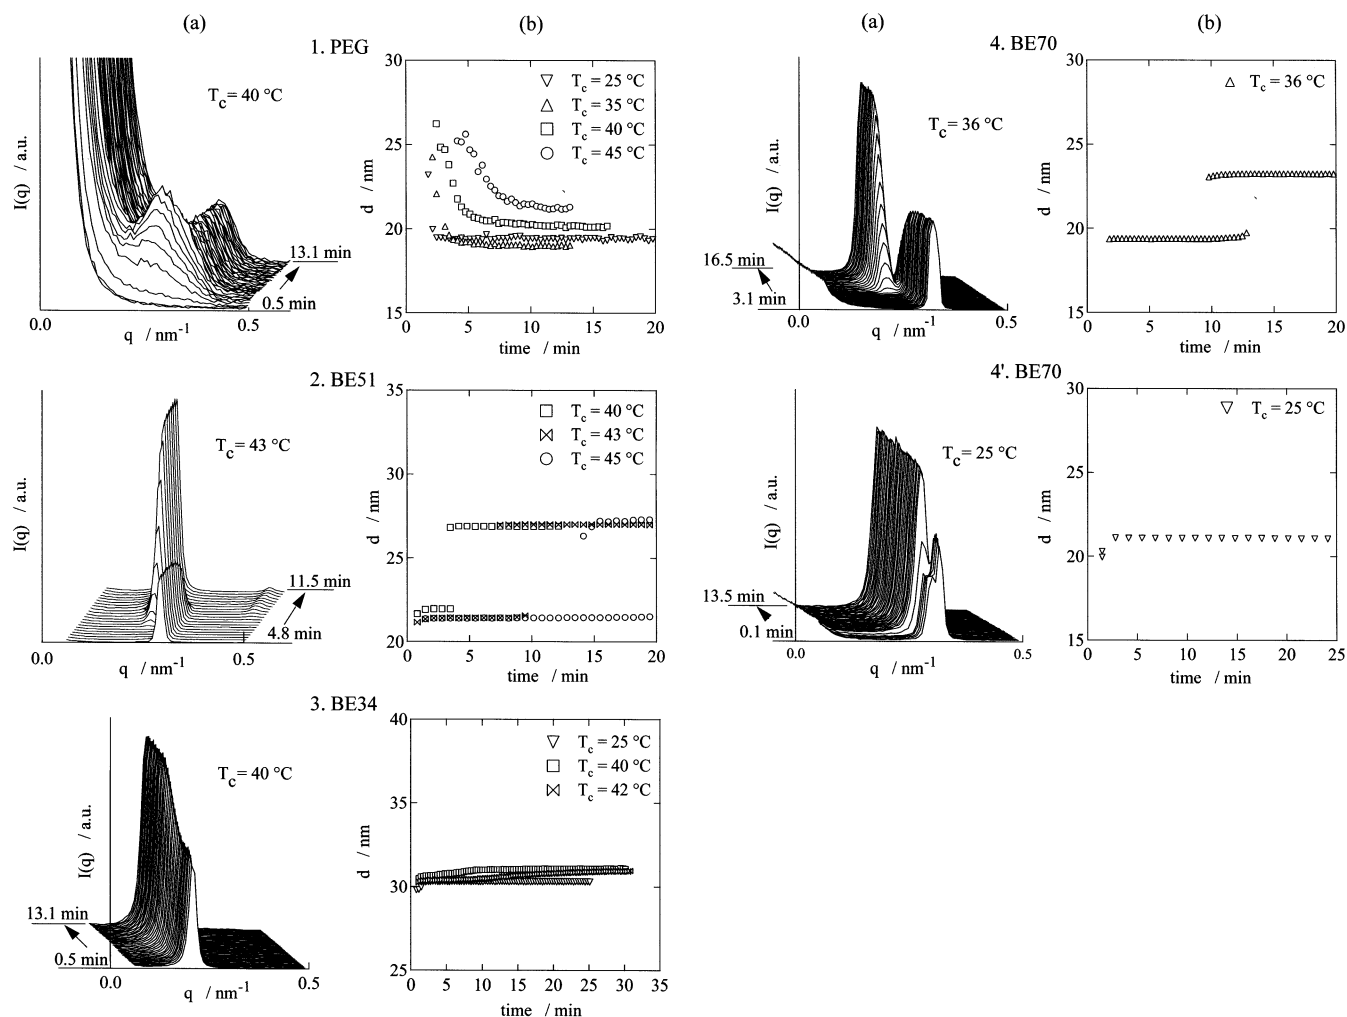 (a)
(b)
1. PEG
I(q) / a.u.
T_c = 40 °C
13.1 min
0.5 min
0.0
0.5
q / nm⁻¹
30
25
20
15
d / nm
T_c = 25 °C
T_c = 35 °C
T_c = 40 °C
T_c = 45 °C
0 5 10 15 20
time / min
2. BE51
I(q) / a.u.
T_c = 43 °C
11.5 min
4.8 min
0.0
0.5
q / nm⁻¹
35
30
25
20
d / nm
T_c = 40 °C
T_c = 43 °C
T_c = 45 °C
0 5 10 15 20
time / min
3. BE34
I(q) / a.u.
T_c = 40 °C
13.1 min
0.5 min
0.0
0.5
q / nm⁻¹
40
35
30
25
d / nm
T_c = 25 °C
T_c = 40 °C
T_c = 42 °C
0 5 10 15 20 25 30 35
time / min
(a)
(b)
4. BE70
I(q) / a.u.
T_c = 36 °C
16.5 min
3.1 min
0.0
0.5
q / nm⁻¹
30
25
20
15
d / nm
T_c = 36 °C
0 5 10 15 20
time / min
4'. BE70
I(q) / a.u.
T_c = 25 °C
13.5 min
0.1 min
0.0
0.5
q / nm⁻¹
30
25
20
15
d / nm
T_c = 25 °C
0 5 10 15 20 25
time / min